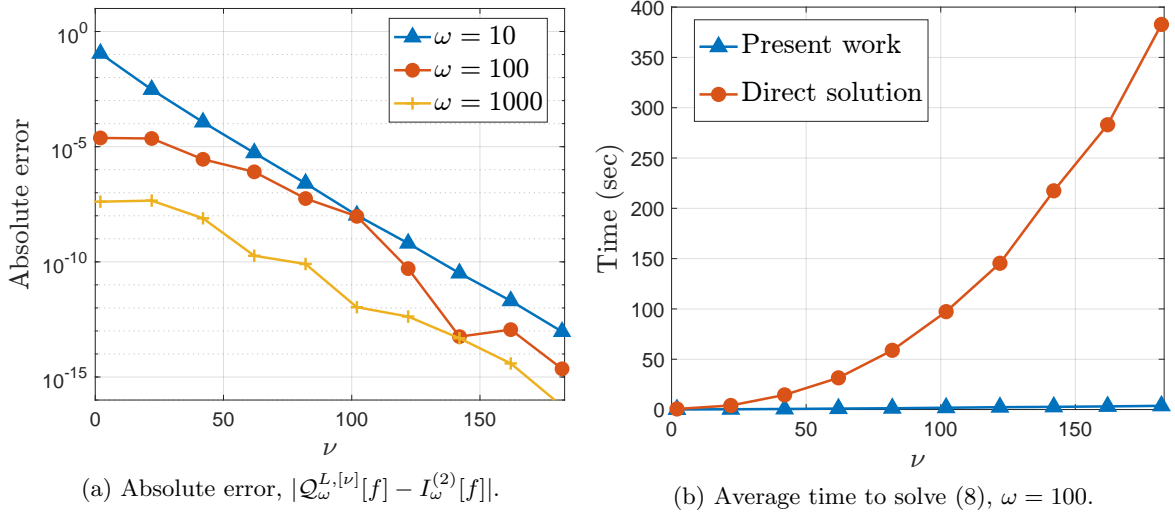 10^0
10^-5
10^-10
10^-15
Absolute error
0 50 100 150
ν
ω = 10
ω = 100
ω = 1000
(a) Absolute error, |𝒬_ω^{L,[ν]}[f] − I_ω^{(2)}[f]|.
400
350
300
250
200
150
100
50
0
Time (sec)
0 50 100 150
ν
Present work
Direct solution
(b) Average time to solve (8), ω = 100.